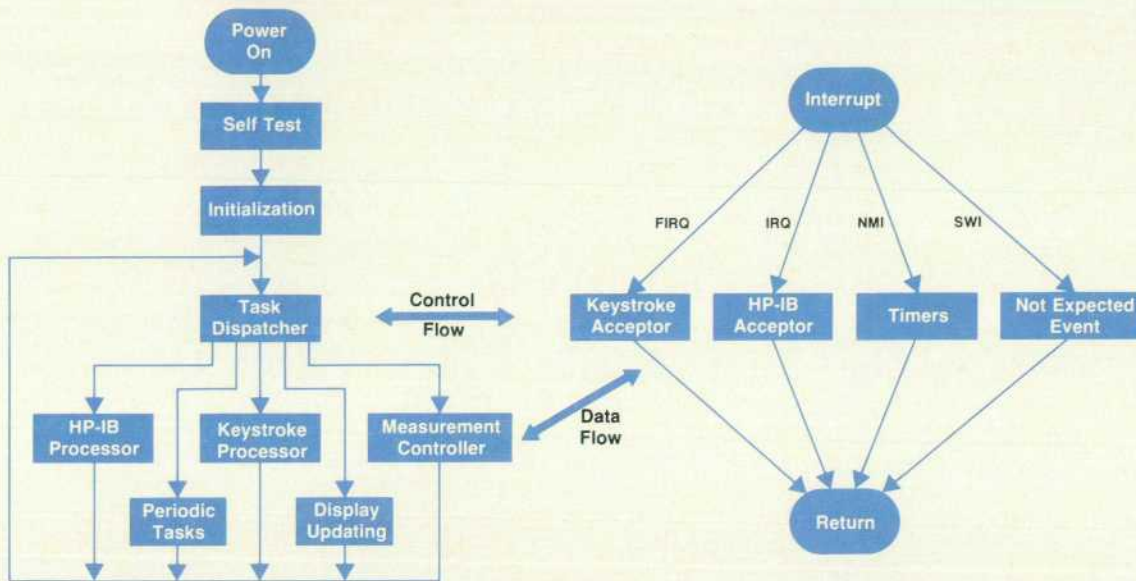 Power
On
Self Test
Initialization
Task
Dispatcher
HP-IB
Processor
Keystroke
Processor
Measurement
Controller
Periodic
Tasks
Display
Updating
Control
Flow
Data
Flow
Interrupt
FIRQ
IRQ
NMI
SWI
Keystroke
Acceptor
HP-IB
Acceptor
Timers
Not Expected
Event
Return